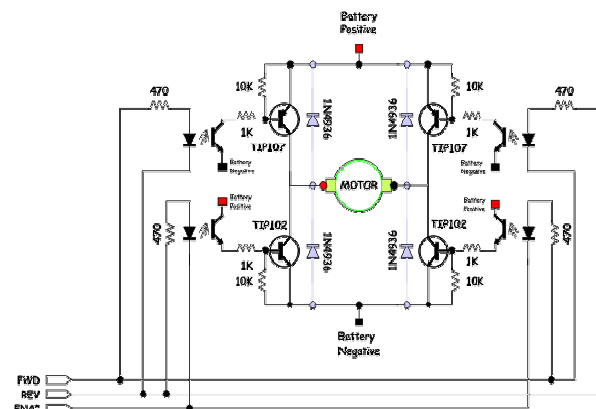 Battery
Positive
10K
10K
470
470
1N4936
1N4936
1K
1K
TIP107
TIP107
Battery
Negative
Battery
Negative
MOTOR
Battery
Positive
Battery
Positive
TIP102
TIP102
470
470
1N4936
1N4936
1K
1K
10K
10K
Battery
Negative
FWD
REV